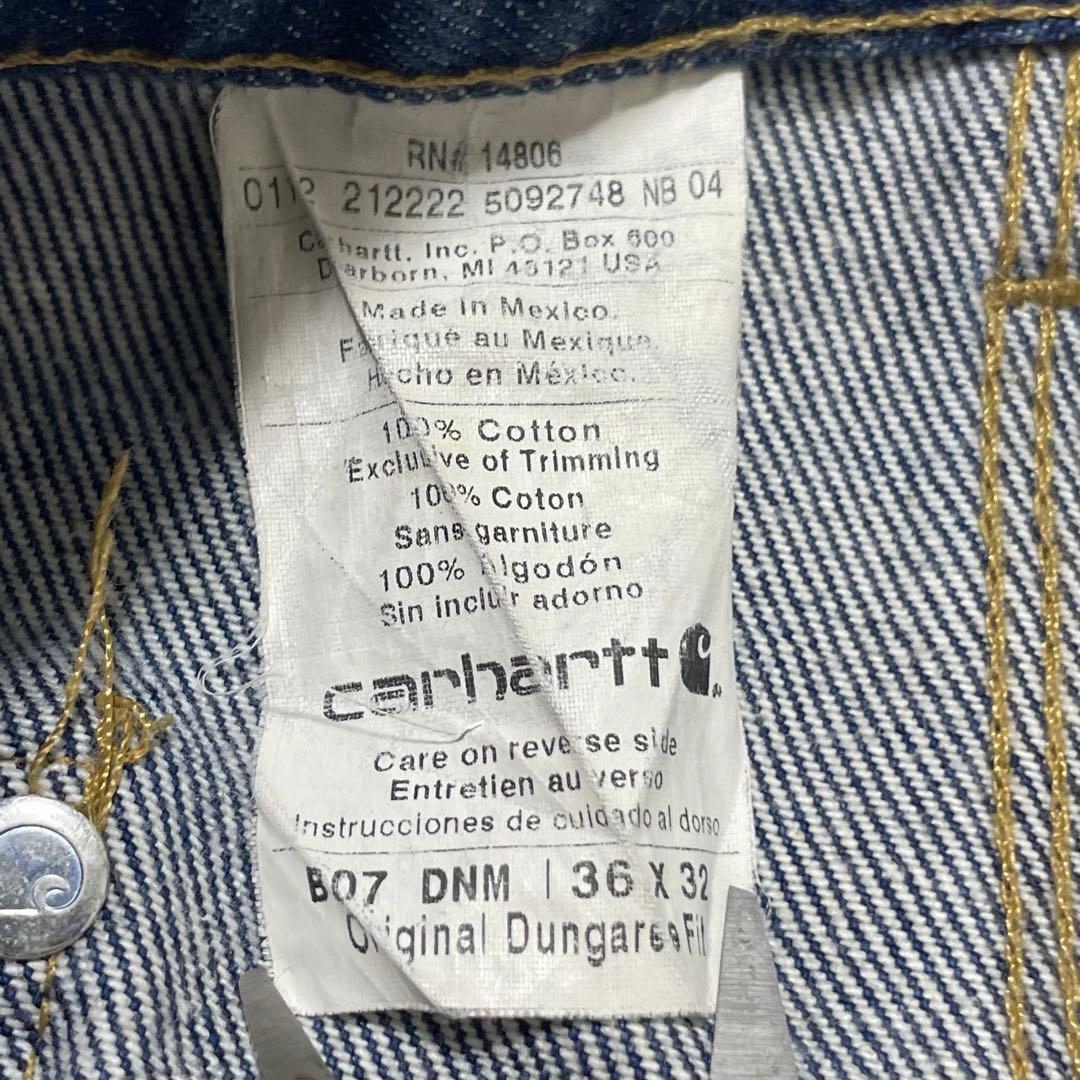 RN# 14806
0112 212222 5092748 NB 04
Carhartt, Inc. P.O. Box 600
Dearborn, MI 48121 USA
Made in Mexico.
Fabriqué au Mexique.
Hecho en México.
100% Cotton
Exclusive of Trimming
100% Coton
Sans garniture
100% Algodón
Sin incluir adorno
carhartt
Care on reverse side
Entretien au verso
Instrucciones de cuidado al dorso
B07 DNM | 36 X 32
Original Dungaree Fit